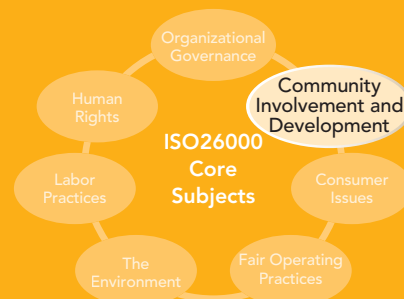 Organizational
Governance
Community
Involvement and
Development
Human
Rights
ISO26000
Core
Subjects
Labor
Practices
Consumer
Issues
The
Environment
Fair Operating
Practices